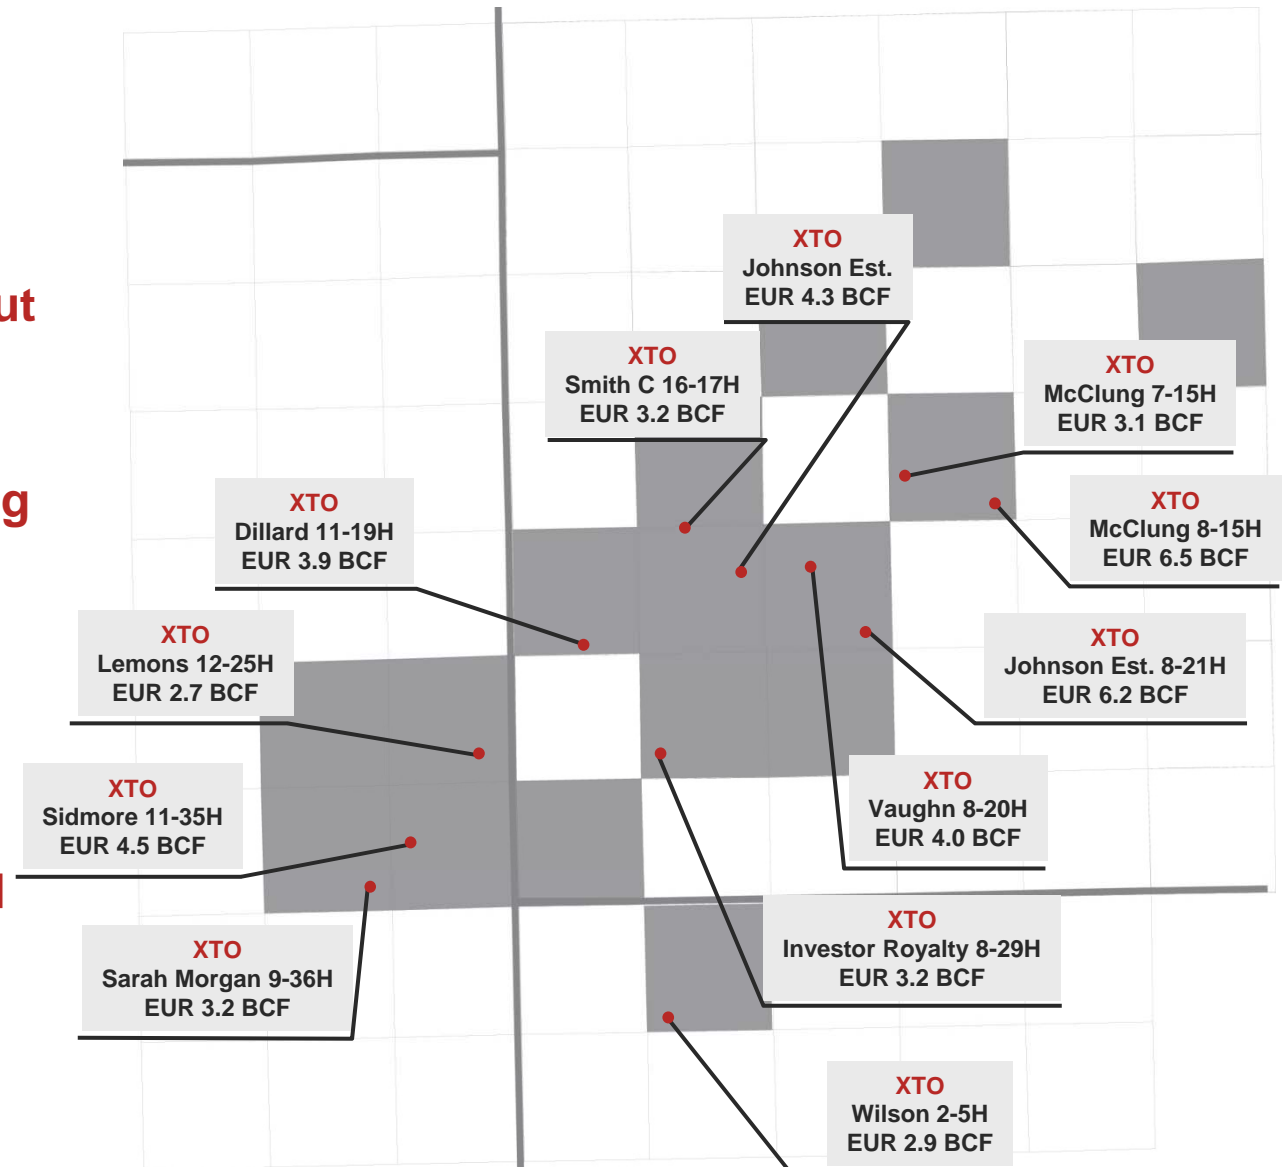 XTO
Johnson Est.
EUR 4.3 BCF
ut
XTO
Smith C 16-17H
EUR 3.2 BCF
XTO
McClung 7-15H
EUR 3.1 BCF
g
XTO
Dillard 11-19H
EUR 3.9 BCF
XTO
McClung 8-15H
EUR 6.5 BCF
XTO
Lemons 12-25H
EUR 2.7 BCF
XTO
Johnson Est. 8-21H
EUR 6.2 BCF
XTO
Sidmore 11-35H
EUR 4.5 BCF
XTO
Vaughn 8-20H
EUR 4.0 BCF
XTO
Investor Royalty 8-29H
EUR 3.2 BCF
XTO
Sarah Morgan 9-36H
EUR 3.2 BCF
XTO
Wilson 2-5H
EUR 2.9 BCF